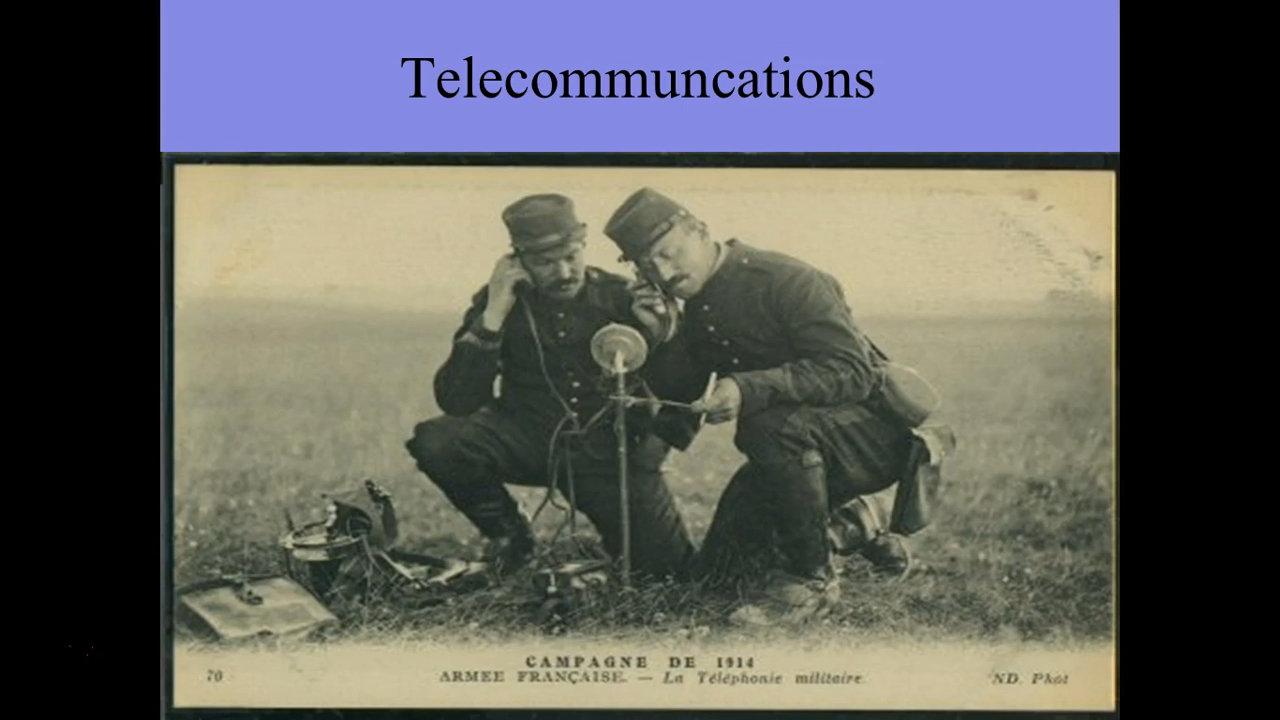 Telecommuncations
CAMPAGNE DE 1914
70 ARMEE FRANÇAISE. — La Téléphonie militaire ND Phot